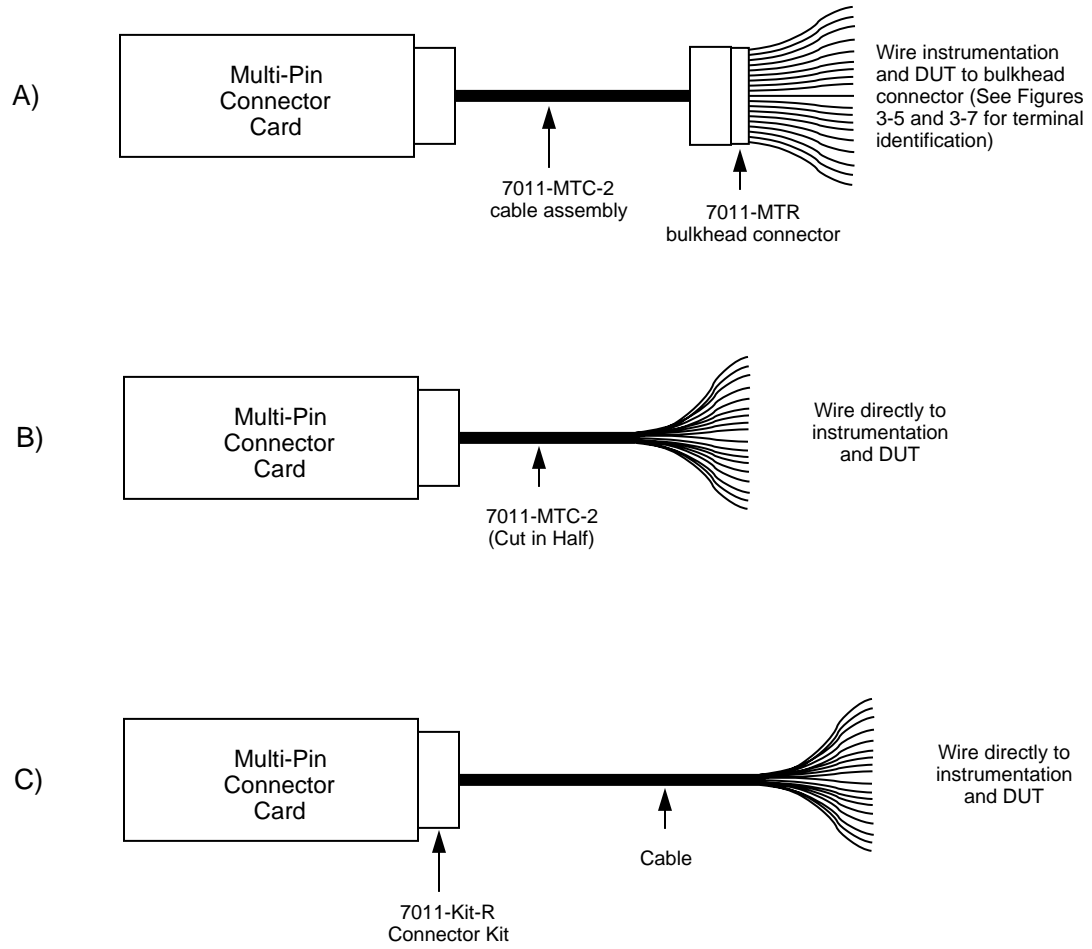 A)
Multi-Pin
Connector
Card
7011-MTC-2
cable assembly
7011-MTR
bulkhead connector
Wire instrumentation
and DUT to bulkhead
connector (See Figures
3-5 and 3-7 for terminal
identification)
B)
Multi-Pin
Connector
Card
7011-MTC-2
(Cut in Half)
Wire directly to
instrumentation
and DUT
C)
Multi-Pin
Connector
Card
7011-Kit-R
Connector Kit
Cable
Wire directly to
instrumentation
and DUT